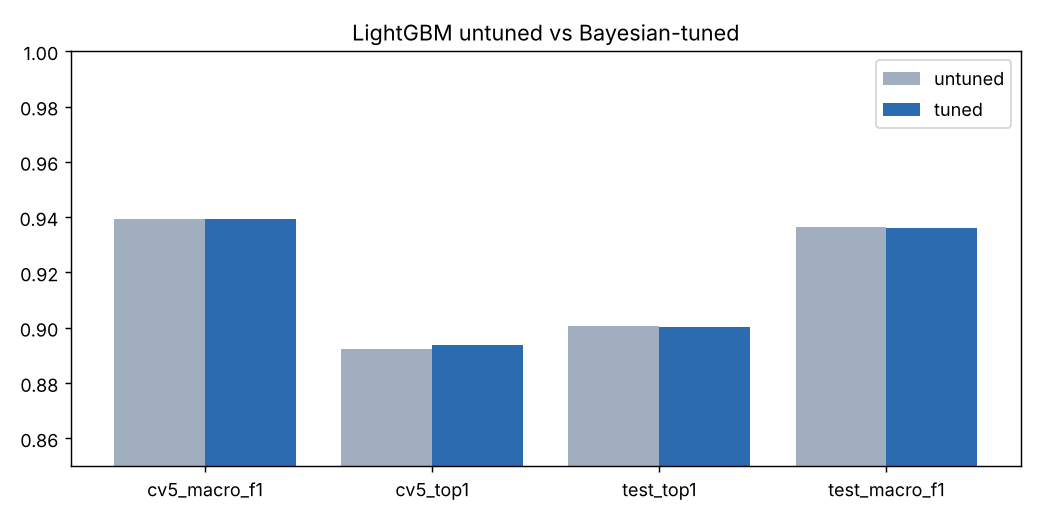 LightGBM untuned vs Bayesian-tuned
1.00
0.98
0.96
0.94
0.92
0.90
0.88
0.86
untuned
tuned
cv5_macro_f1
cv5_top1
test_top1
test_macro_f1